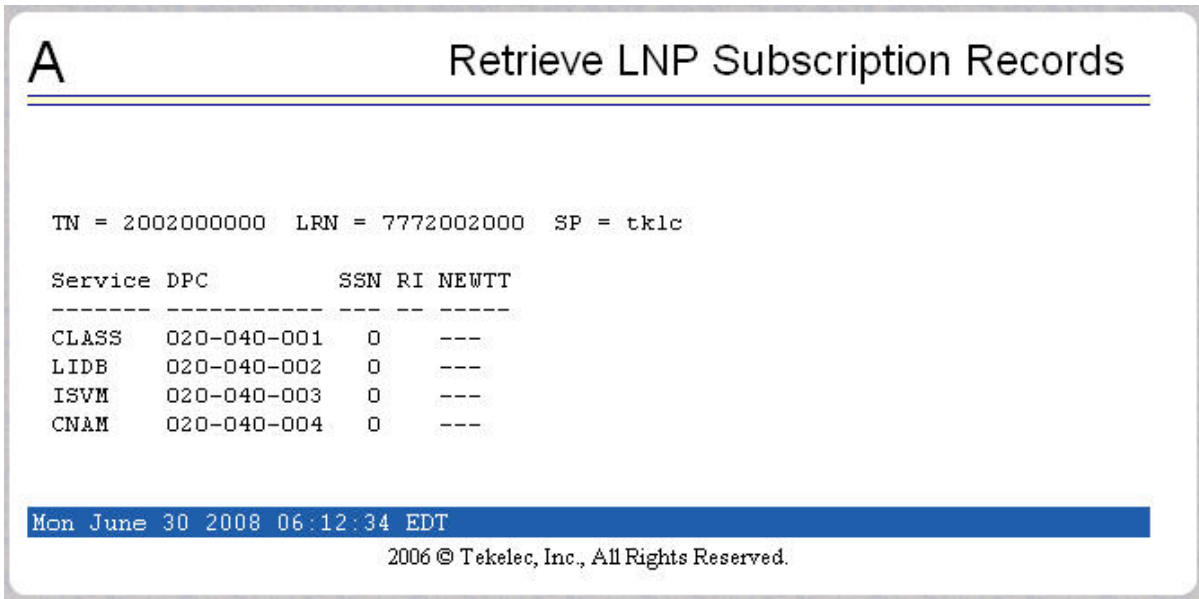 A
Retrieve LNP Subscription Records
TN = 2002000000  LRN = 7772002000  SP = tklc
Service DPC         SSN RI NEWTT
------- ----------- --- -- -----
CLASS   020-040-001   0    ---
LIDB    020-040-002   0    ---
ISVM    020-040-003   0    ---
CNAM    020-040-004   0    ---
Mon June 30 2008 06:12:34 EDT
2006 © Tekelec, Inc., All Rights Reserved.